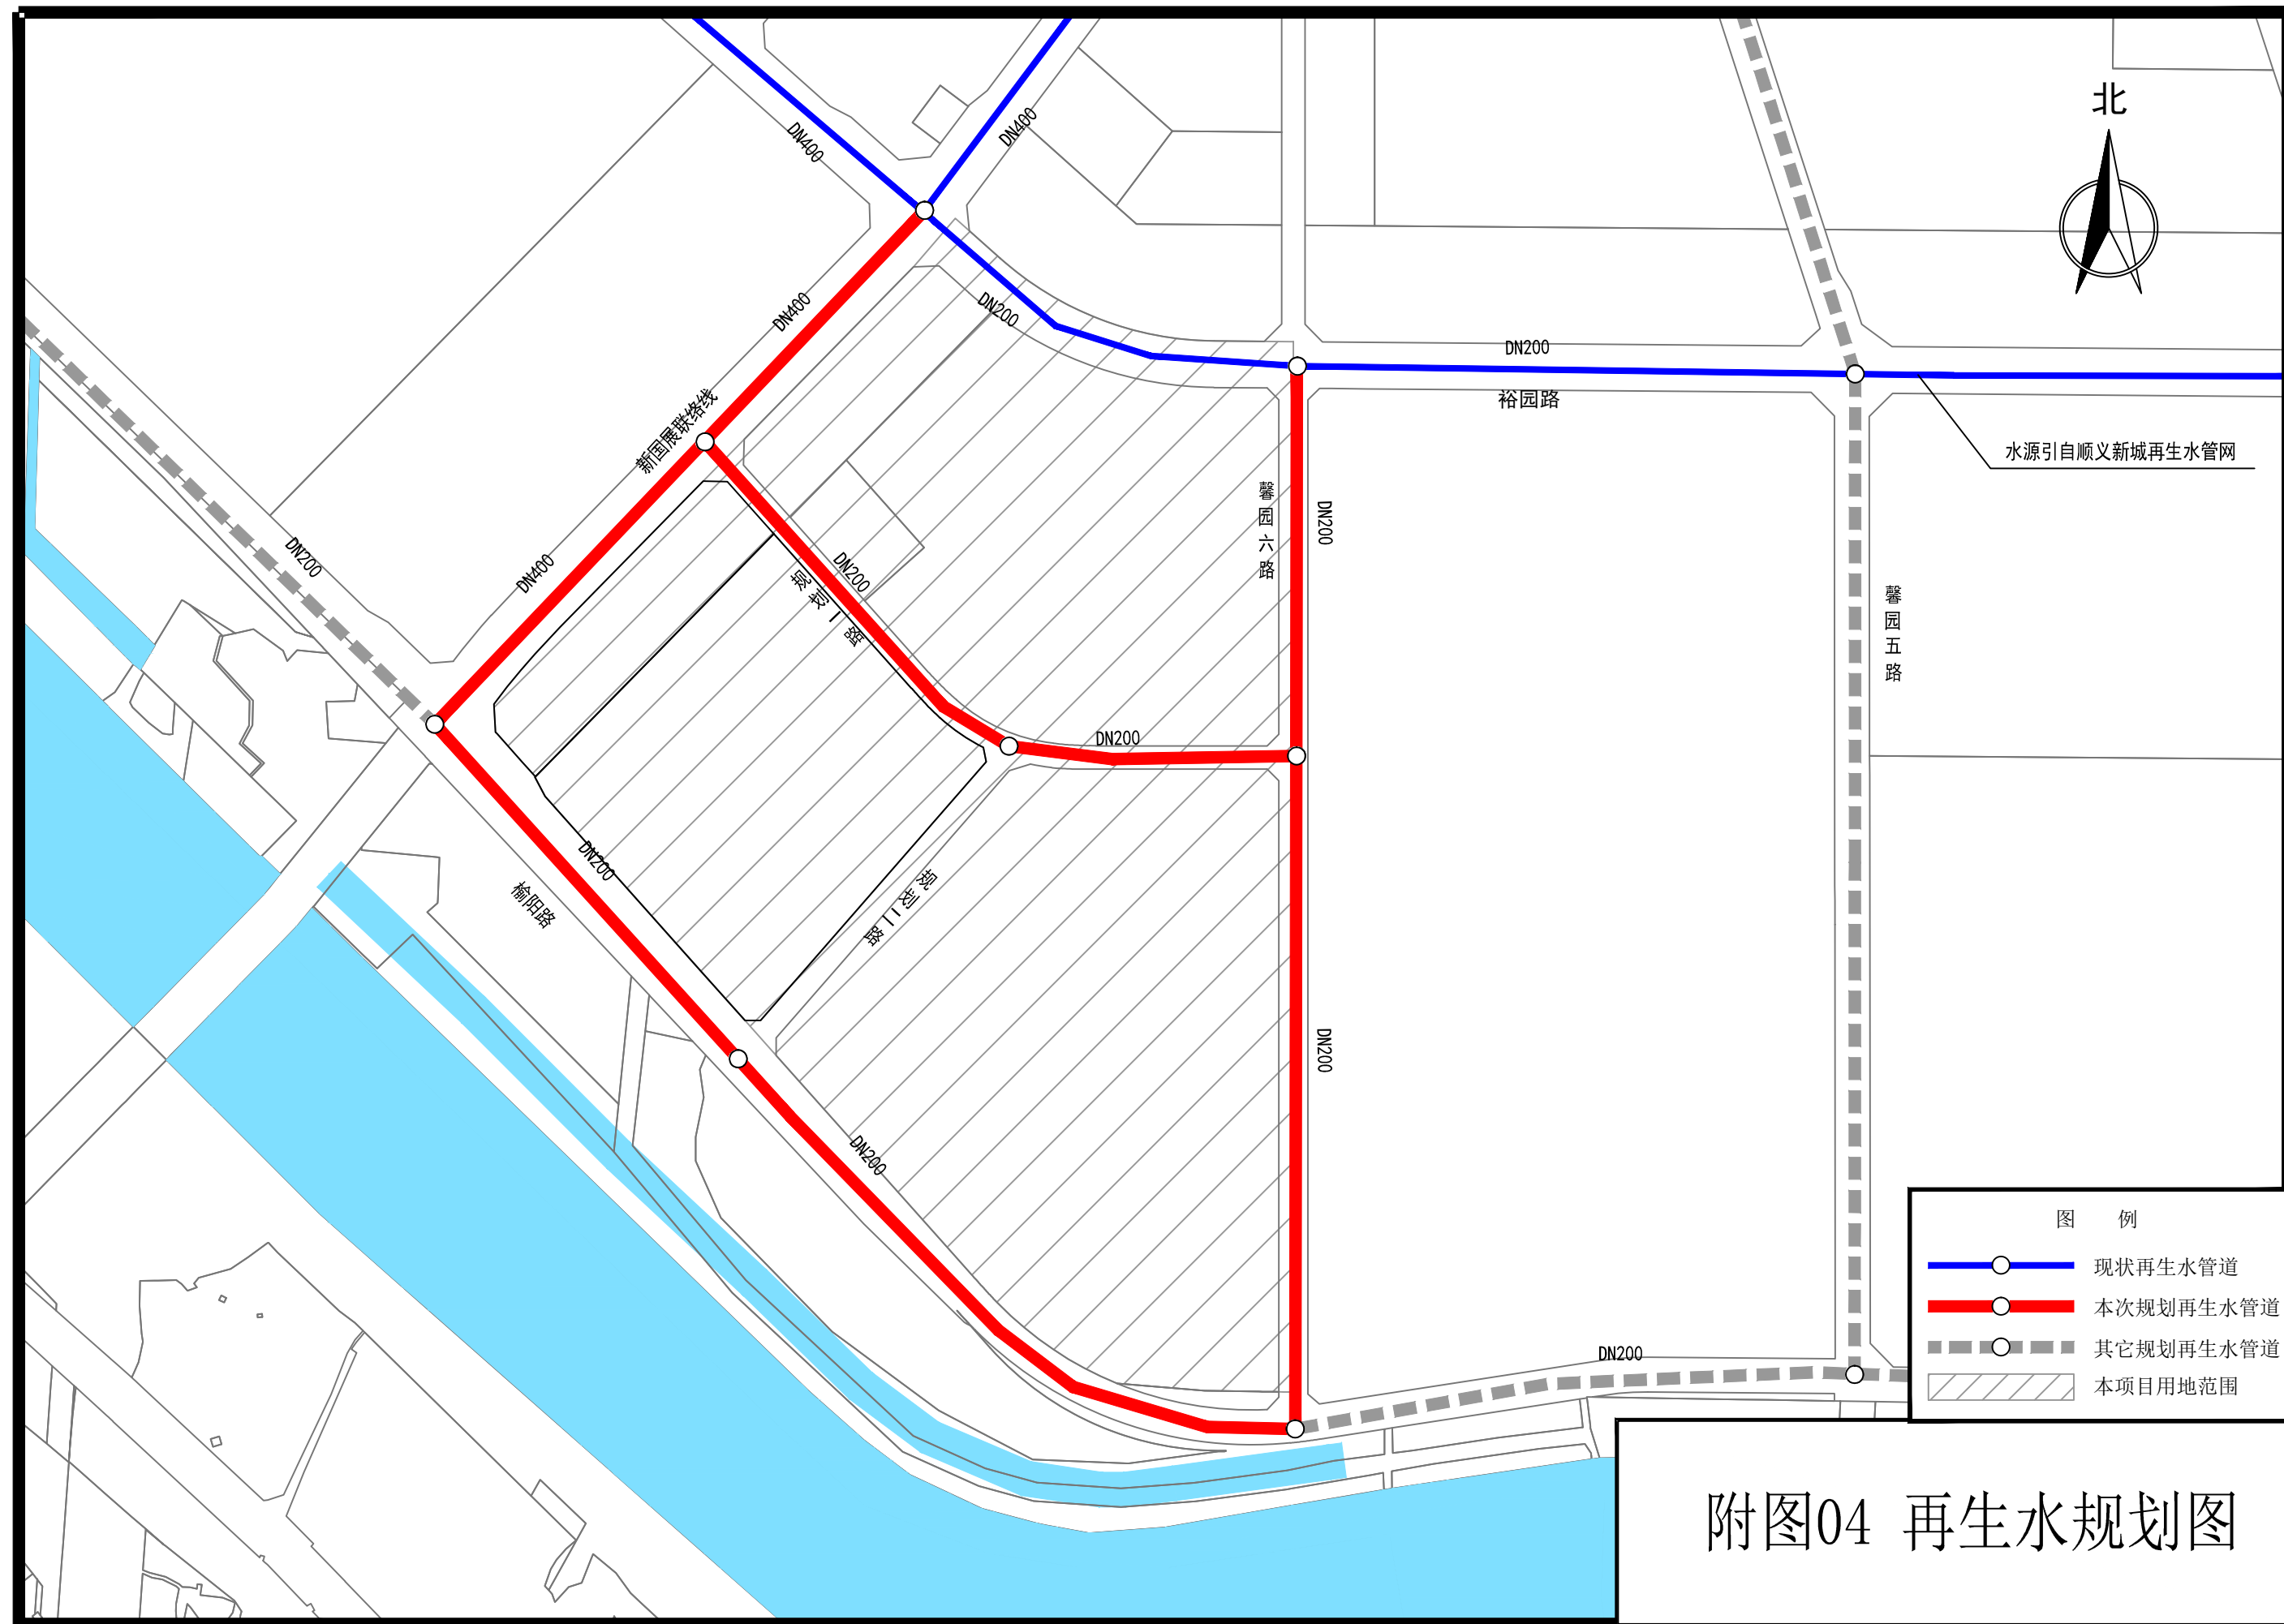 北
DN400
DN400
DN400
DN200
DN200
裕园路
水源引自顺义新城再生水管网
新国展联络线
馨园六路
DN200
DN200
DN400
DN200
规划一路
馨园五路
DN200
DN200
榆阳路
规划二路
DN200
DN200
DN200
图 例
现状再生水管道
本次规划再生水管道
其它规划再生水管道
本项目用地范围
附图04 再生水规划图